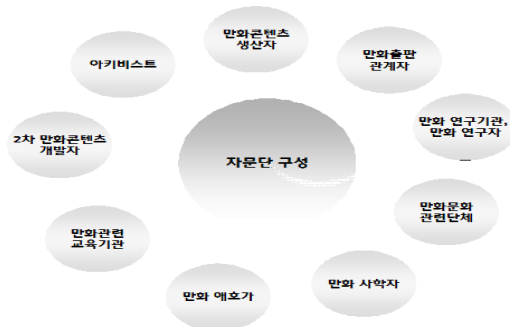 만화콘텐츠
생산자
만화출판
관계자
만화 연구기관,
만화 연구자
만화문화
관련단체
만화 사학자
만화 애호가
만화관련
교육기관
2차 만화콘텐츠
개발자
아키비스트
자문단 구성